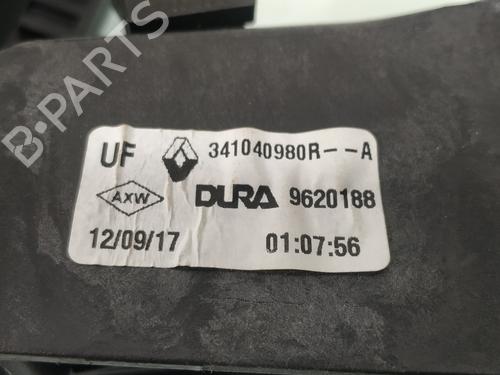 B-PARTS
UF 341040980R--A
AXW DURA 9620188
12/09/17 01:07:56